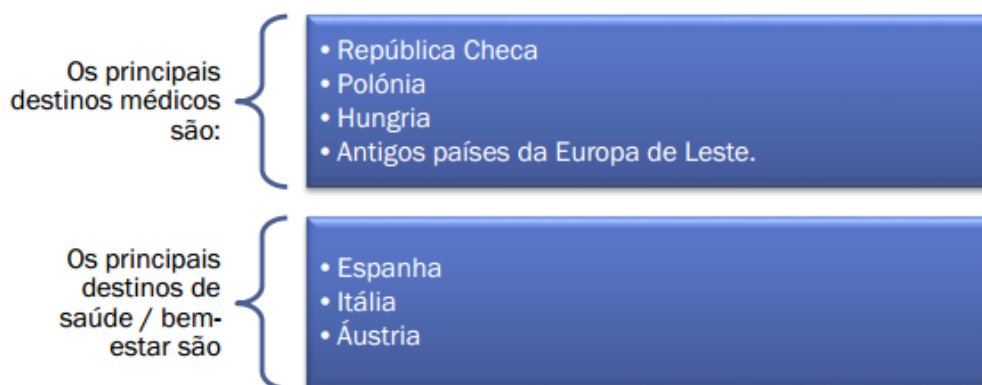 Os principais
destinos médicos
são:
• República Checa
• Polónia
• Hungria
• Antigos países da Europa de Leste.
Os principais
destinos de
saúde / bem-
estar são
• Espanha
• Itália
• Áustria